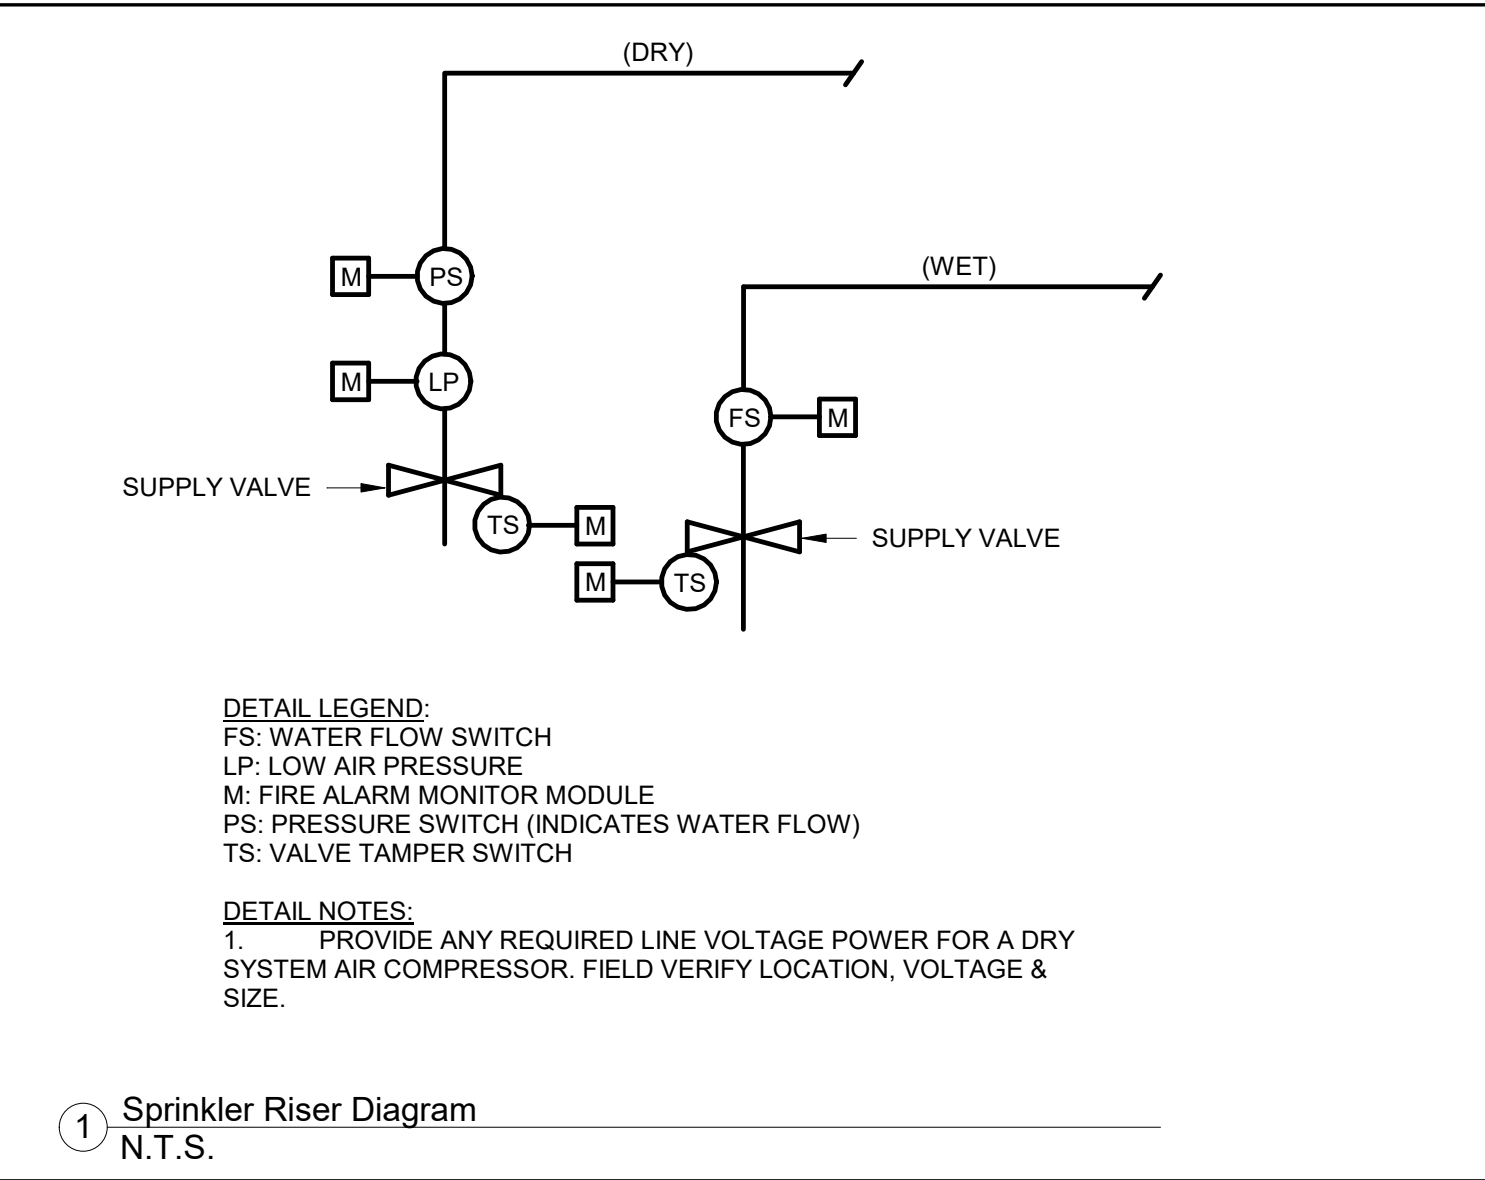 (DRY)
M
PS
(WET)
M
LP
FS
M
SUPPLY VALVE
TS
M
SUPPLY VALVE
M
TS
DETAIL LEGEND:
FS: WATER FLOW SWITCH
LP: LOW AIR PRESSURE
M: FIRE ALARM MONITOR MODULE
PS: PRESSURE SWITCH (INDICATES WATER FLOW)
TS: VALVE TAMPER SWITCH
DETAIL NOTES:
1. PROVIDE ANY REQUIRED LINE VOLTAGE POWER FOR A DRY
SYSTEM AIR COMPRESSOR. FIELD VERIFY LOCATION, VOLTAGE &
SIZE.
1
Sprinkler Riser Diagram
N.T.S.